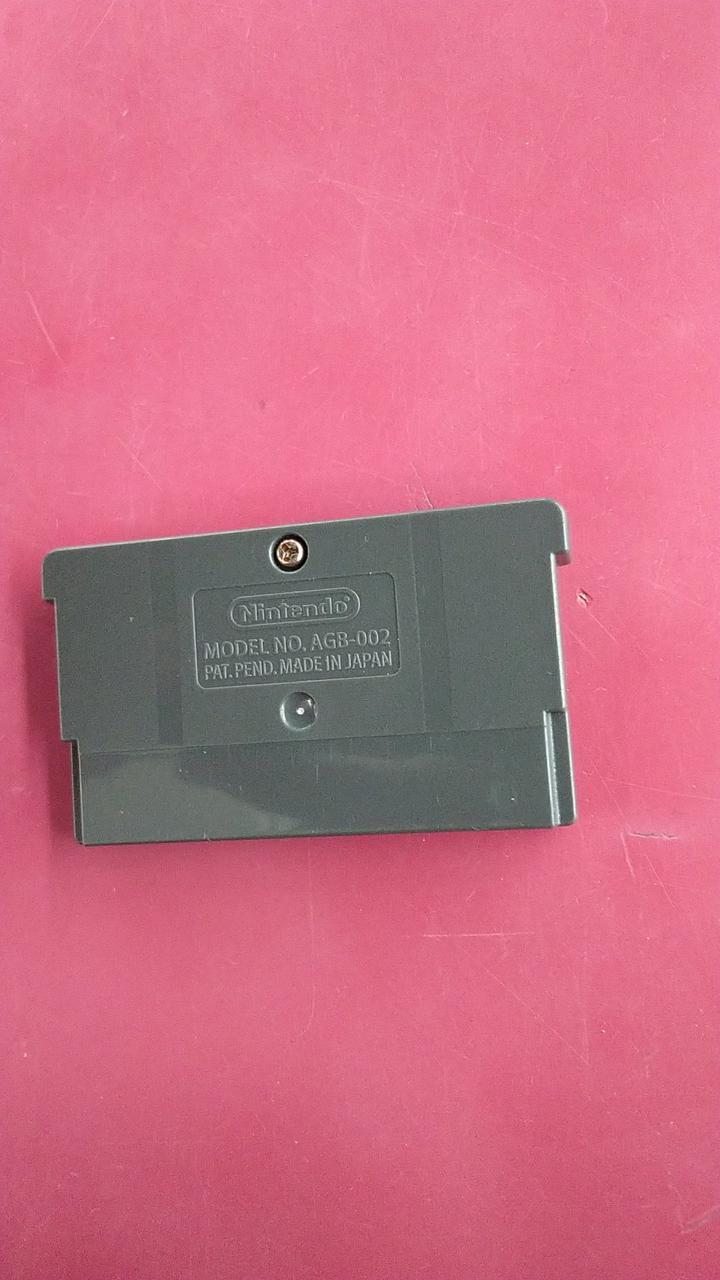 Nintendo®
MODEL NO. AGB-002
PAT. PEND. MADE IN JAPAN